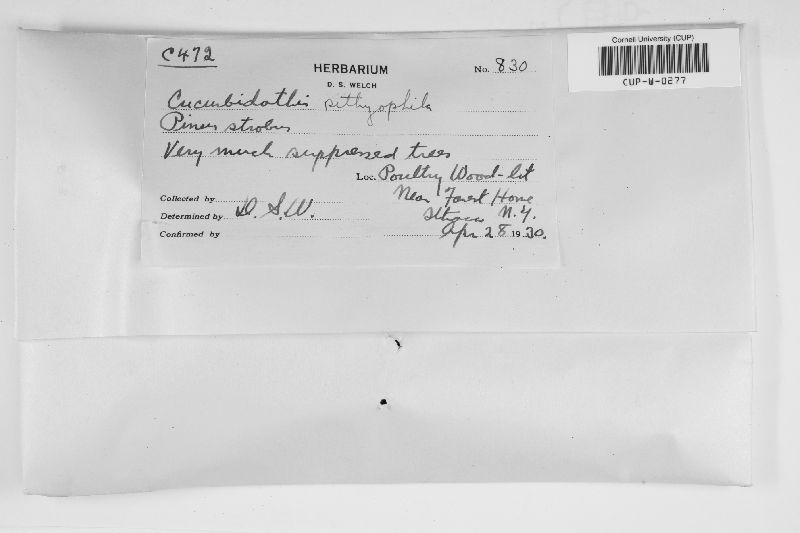 Cornell University (CUP)
CUP-W-0277
C472
HERBARIUM
No. 830
D. S. WELCH
Cucurbidothis pithyophila
Pinus strobus
Very much suppressed trees
Loc. Poultry Wood-lot
Near Forest Home
Ithaca N.Y.
Collected by
Determined by D. S. W.
Confirmed by
Apr 28 1930.